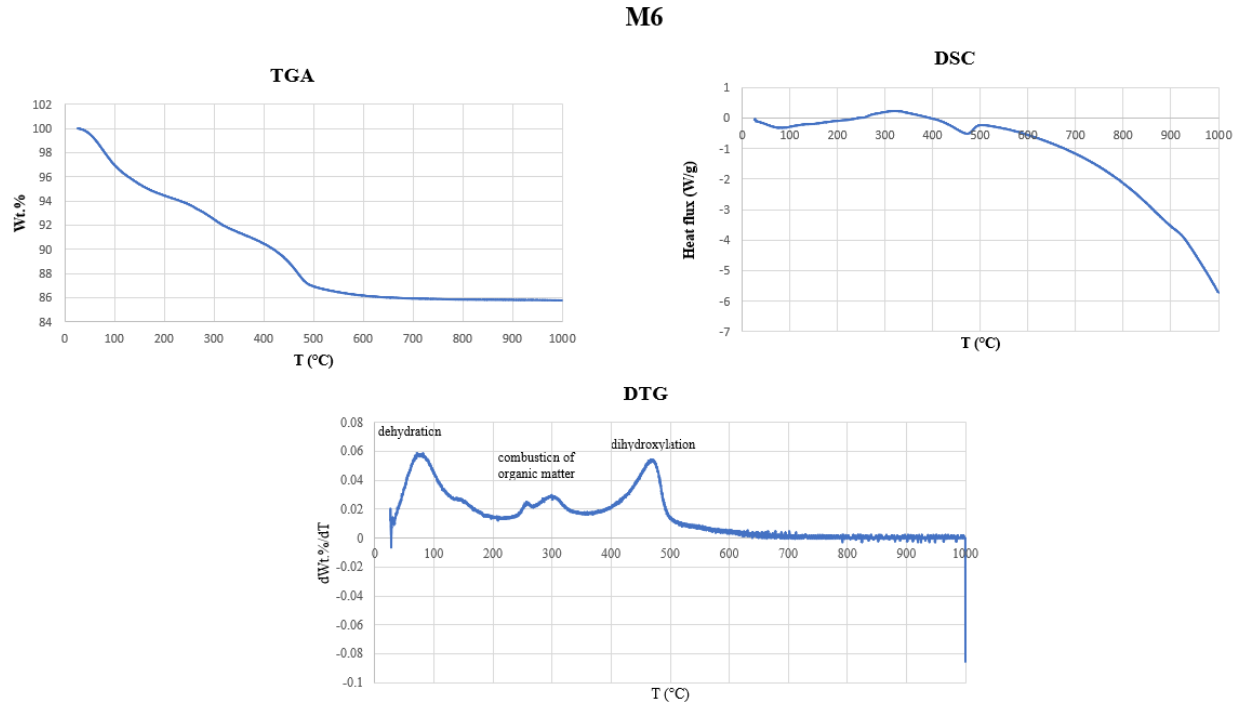 M6
TGA
102
100
98
96
94
92
90
88
86
84
Wt.%
0 100 200 300 400 500 600 700 800 900 1000
T (°C)
DSC
1
0
-1
-2
-3
-4
-5
-6
-7
Heat flux (W/g)
0 100 200 300 400 500 600 700 800 900 1000
T (°C)
DTG
0.08
0.06
0.04
0.02
0
-0.02
-0.04
-0.06
-0.08
-0.1
dWt.%/dT
dehydration
combustion of
organic matter
dihydroxylation
0 100 200 300 400 500 600 700 800 900 1000
T (°C)